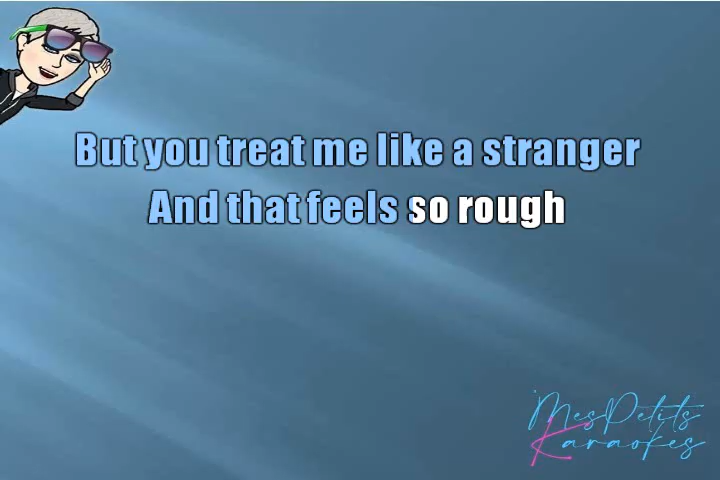 But you treat me like a stranger
And that feels so rough
MesPetits
Karaokes